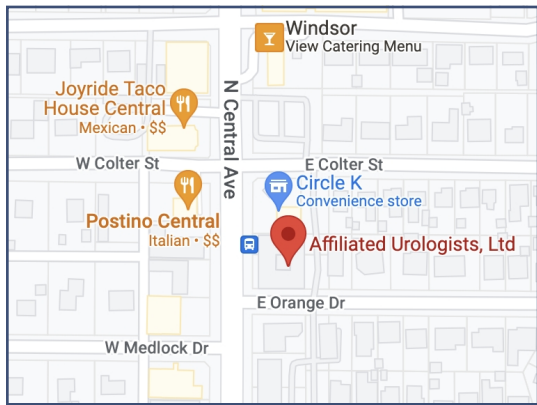 Windsor
View Catering Menu
Joyride Taco
House Central
Mexican • $$
N Central Ave
W Colter St
E Colter St
Circle K
Convenience store
Postino Central
Italian • $$
Affiliated Urologists, Ltd
E Orange Dr
W Medlock Dr